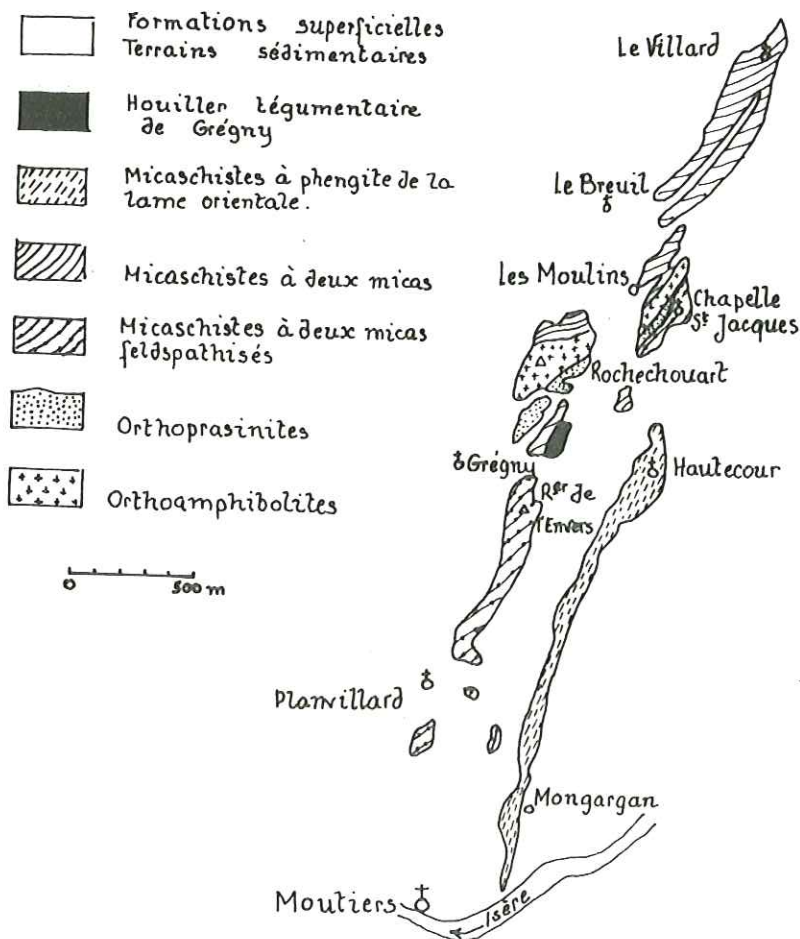 Formations superficielles
Terrains sédimentaires
Houiller tégumentaire
de Grégny
Micaschistes à phengite de la
lame orientale.
Micaschistes à deux micas
Micaschistes à deux micas
feldspathisés
Orthoprasinites
Orthoamphibolites
0 500 m
Le Villard
Le Breuil
Les Moulins
Chapelle
St Jacques
Rochechouart
Grégny
Hautecour
Rer de
l'Envers
Planvillard
Mongargan
Moutiers
Isère